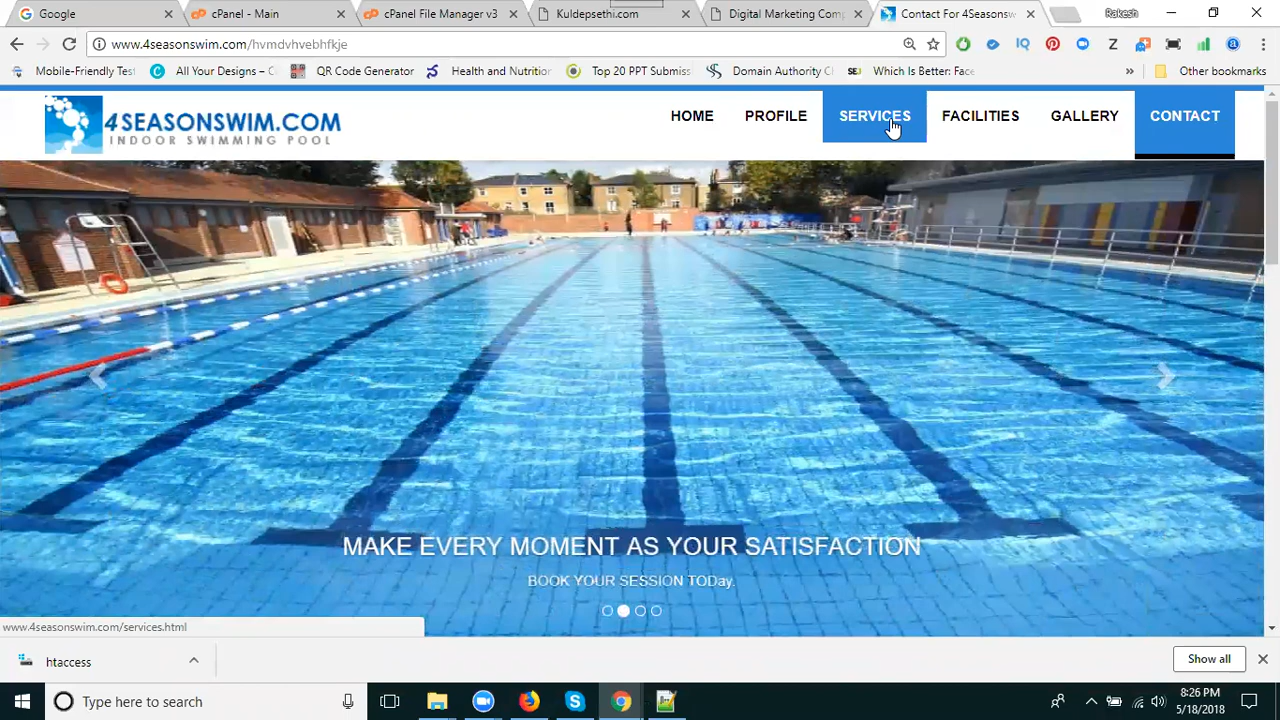 Google
cPanel - Main
cPanel File Manager v3
Kuldepsethi.com
Digital Marketing Comp
Contact For 4Seasonsw
Rakesh
www.4seasonswim.com/hvmdvhvebhfkje
Mobile-Friendly Test
All Your Designs – C
QR Code Generator
Health and Nutrition
Top 20 PPT Submiss
Domain Authority C
Which Is Better: Face
»
Other bookmarks
4SEASONSWIM.COM
INDOOR SWIMMING POOL
HOME
PROFILE
SERVICES
FACILITIES
GALLERY
CONTACT
MAKE EVERY MOMENT AS YOUR SATISFACTION
BOOK YOUR SESSION TODay.
www.4seasonswim.com/services.html
htaccess
Show all
Type here to search
8:26 PM
5/18/2018